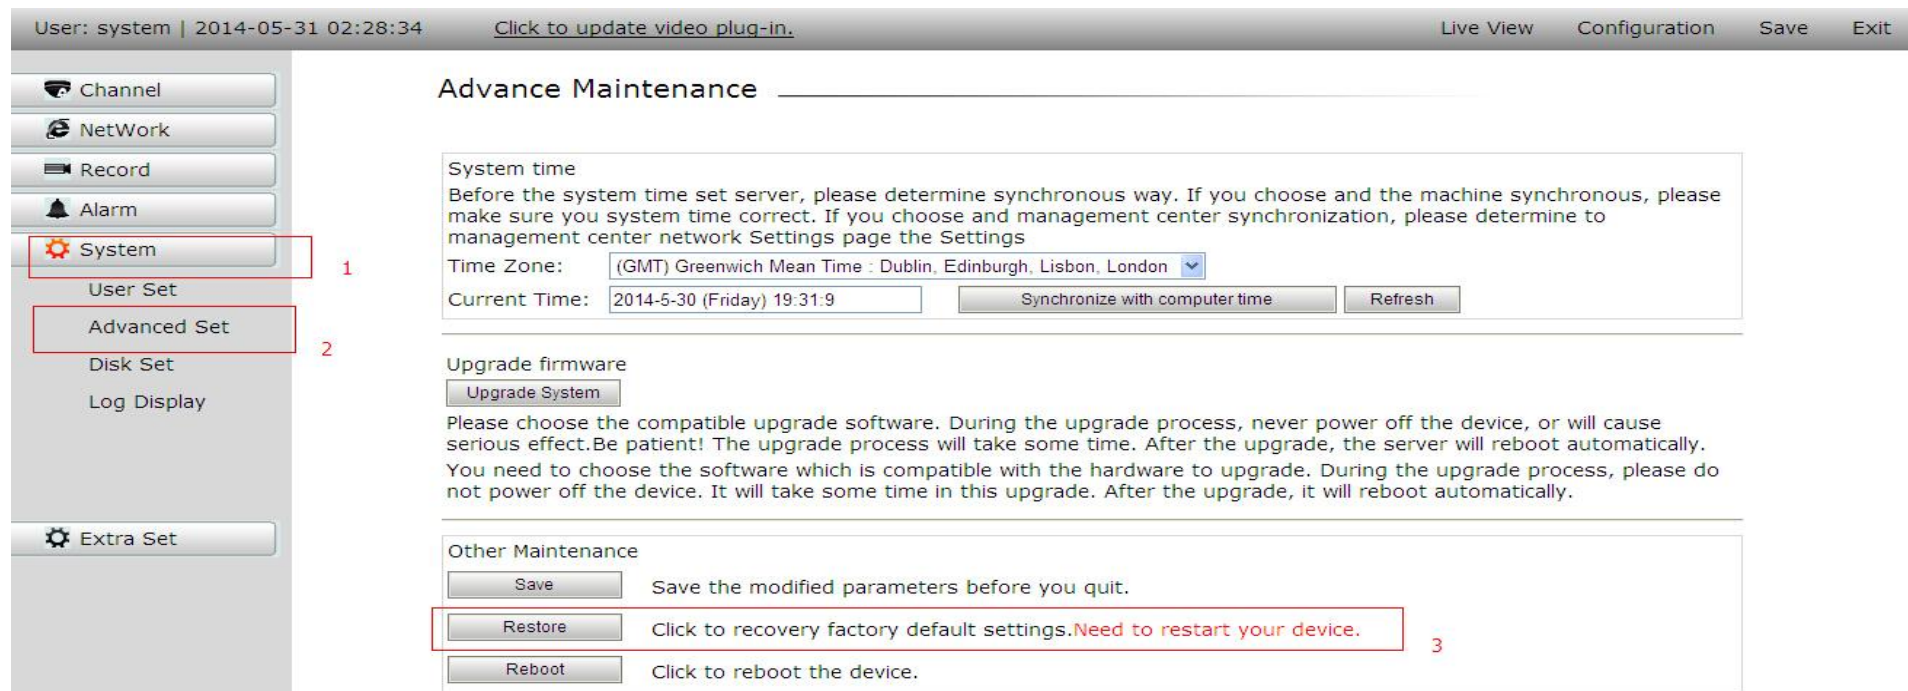 User: system | 2014-05-31 02:28:34 Click to update video plug-in. Live View Configuration Save Exit
Channel
NetWork
Record
Alarm
System
1
User Set
Advanced Set
2
Disk Set
Log Display
Extra Set
Advance Maintenance
System time
Before the system time set server, please determine synchronous way. If you choose and the machine synchronous, please
make sure you system time correct. If you choose and management center synchronization, please determine to
management center network Settings page the Settings
Time Zone: (GMT) Greenwich Mean Time : Dublin, Edinburgh, Lisbon, London
Current Time: 2014-5-30 (Friday) 19:31:9 Synchronize with computer time Refresh
Upgrade firmware
Upgrade System
Please choose the compatible upgrade software. During the upgrade process, never power off the device, or will cause
serious effect.Be patient! The upgrade process will take some time. After the upgrade, the server will reboot automatically.
You need to choose the software which is compatible with the hardware to upgrade. During the upgrade process, please do
not power off the device. It will take some time in this upgrade. After the upgrade, it will reboot automatically.
Other Maintenance
Save Save the modified parameters before you quit.
Restore Click to recovery factory default settings.Need to restart your device.
3
Reboot Click to reboot the device.